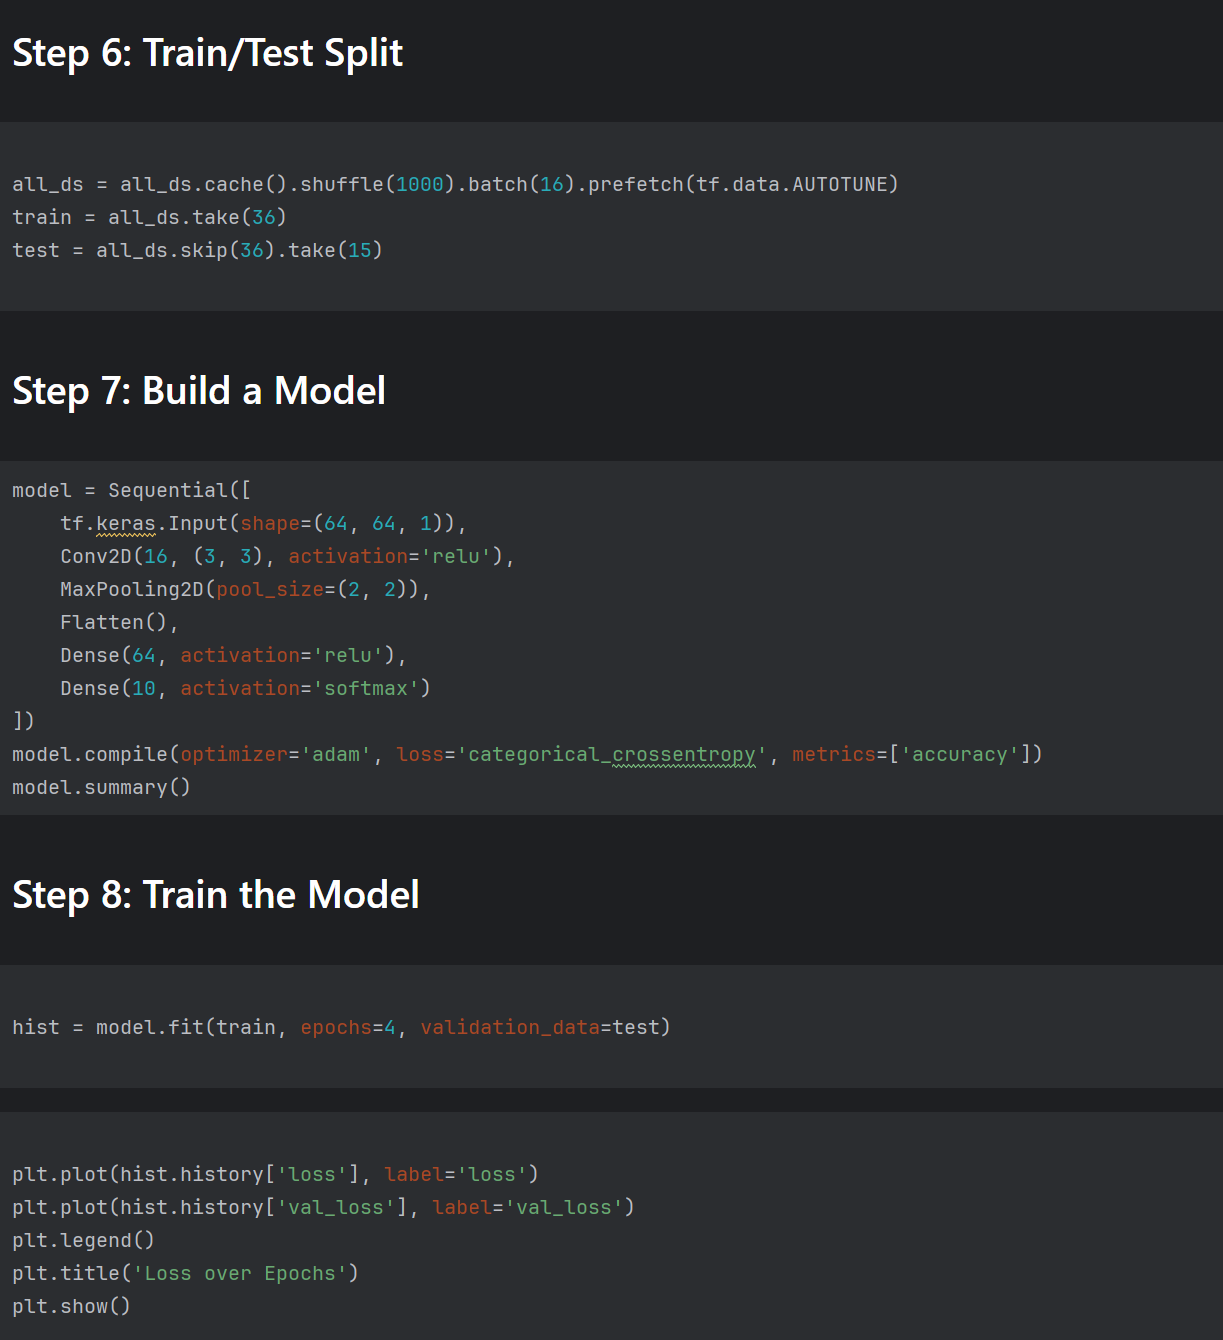 Step 6: Train/Test Split
all_ds = all_ds.cache().shuffle(1000).batch(16).prefetch(tf.data.AUTOTUNE)
train = all_ds.take(36)
test = all_ds.skip(36).take(15)
Step 7: Build a Model
model = Sequential([
    tf.keras.Input(shape=(64, 64, 1)),
    Conv2D(16, (3, 3), activation='relu'),
    MaxPooling2D(pool_size=(2, 2)),
    Flatten(),
    Dense(64, activation='relu'),
    Dense(10, activation='softmax')
])
model.compile(optimizer='adam', loss='categorical_crossentropy', metrics=['accuracy'])
model.summary()
Step 8: Train the Model
hist = model.fit(train, epochs=4, validation_data=test)
plt.plot(hist.history['loss'], label='loss')
plt.plot(hist.history['val_loss'], label='val_loss')
plt.legend()
plt.title('Loss over Epochs')
plt.show()